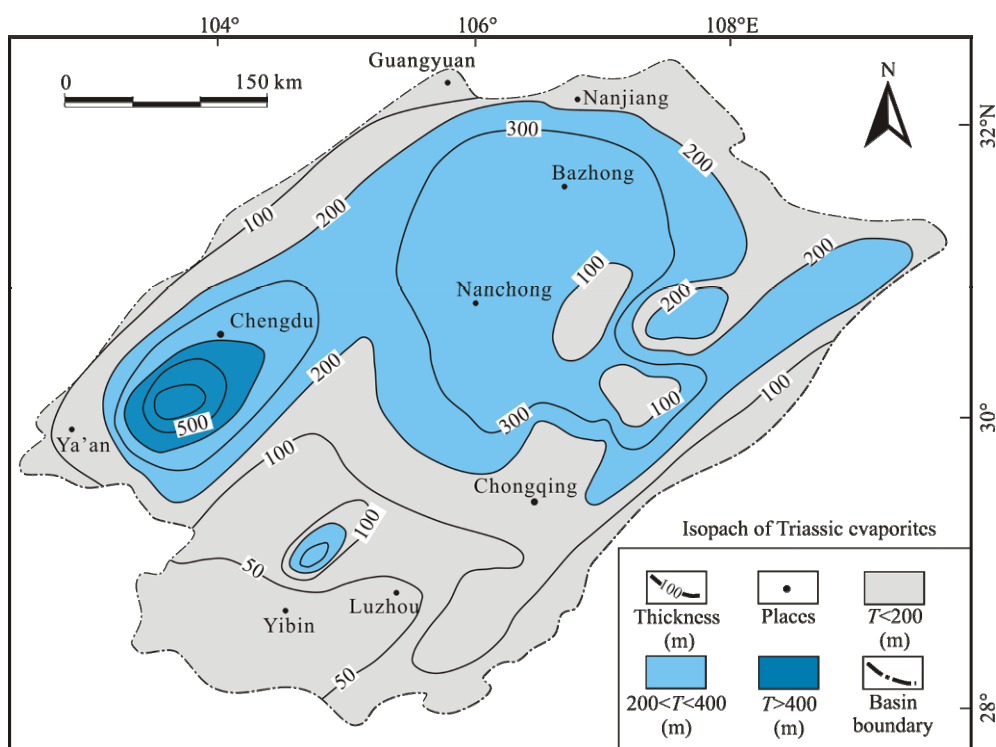 104°
106°
108°E
Guangyuan
0
150 km
N
Nanjiang
32°N
300
200
Bazhong
100
200
200
100
Nanchong
200
Chengdu
200
100
100
30°N
500
300
Ya'an
100
Chongqing
100
50
Luzhou
Yibin
50
28°N
Isopach of Triassic evaporites
100
Thickness
(m)
Places
T<200
(m)
200<T<400
(m)
T>400
(m)
Basin
boundary